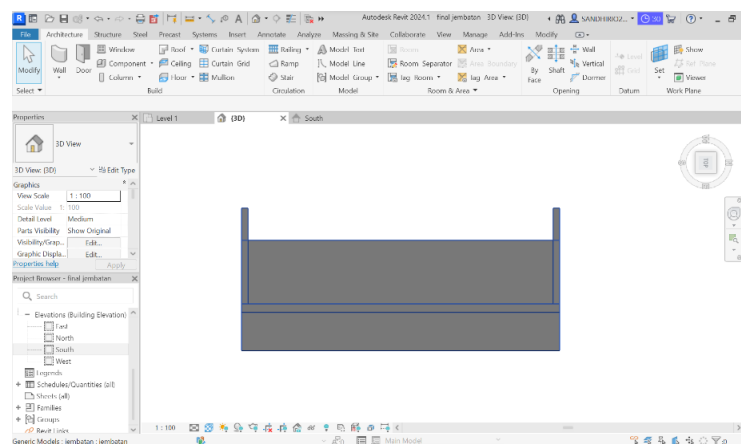 Autodesk Revit 2024.1 final jembatan 3D View: {3D} SANDHIRIOZ... 30
File Architecture Structure Steel Precast Systems Insert Annotate Analyze Massing & Site Collaborate View Manage Add-Ins Modify
Modify Wall Door Window Component Column Roof Ceiling Floor Curtain System Curtain Grid Mullion Railing Ramp Stair Model Text Model Line Model Group Room Room Separator Tag Room Area Area Boundary Tag Area By Face Shaft Wall Vertical Dormer Level Grid Set Show Ref Plane Viewer
Select Build Circulation Model Room & Area Opening Datum Work Plane
Properties
Level 1 {3D} South
3D View
3D View: {3D} Edit Type
Graphics
View Scale 1 : 100
Scale Value 1: 100
Detail Level Medium
Parts Visibility Show Original
Visibility/Grap... Edit...
Graphic Displa... Edit...
Properties help Apply
Project Browser - final jembatan
Search
Elevations (Building Elevation)
East
North
South
West
Legends
Schedules/Quantities (all)
Sheets (all)
Families
Groups
Revit Links
1 : 100
Generic Models : jembatan : jembatan Main Model